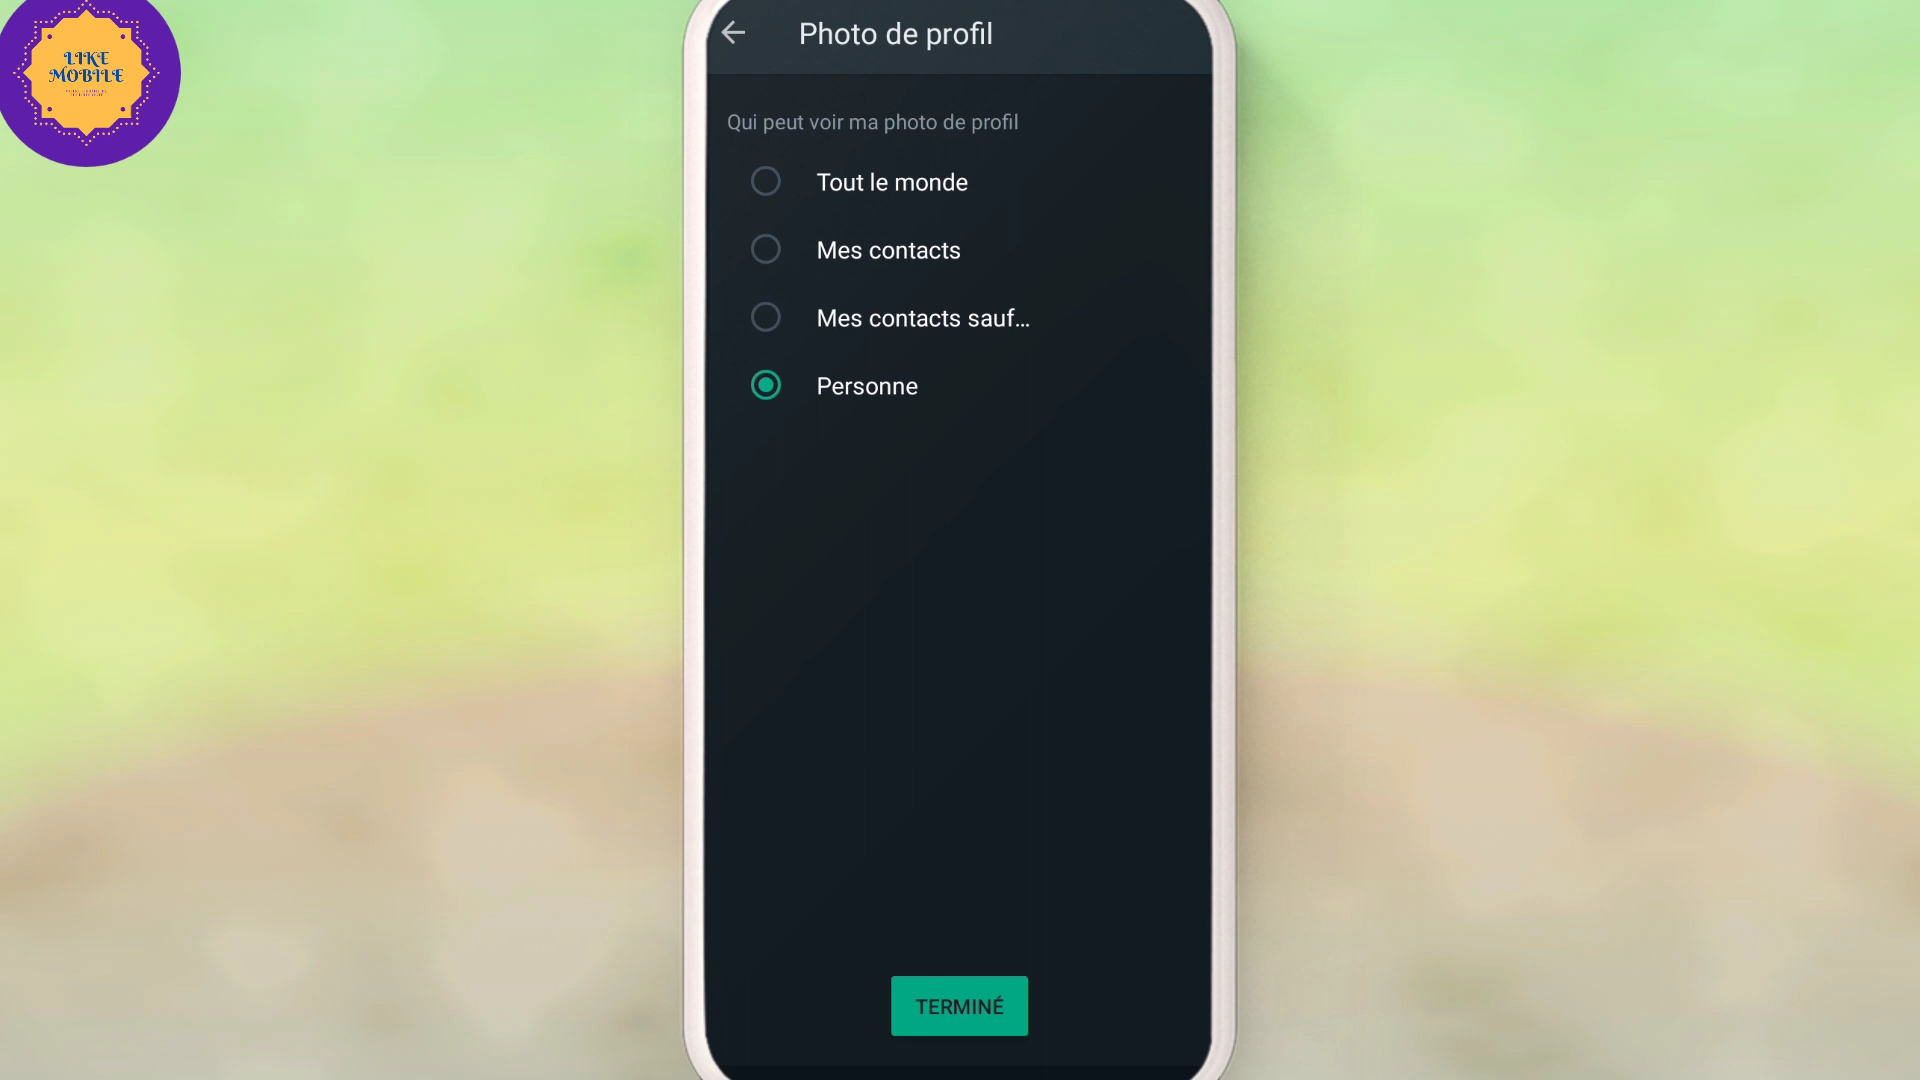 LIKE
MOBILE
Photo de profil
Qui peut voir ma photo de profil
Tout le monde
Mes contacts
Mes contacts sauf...
Personne
TERMINÉ